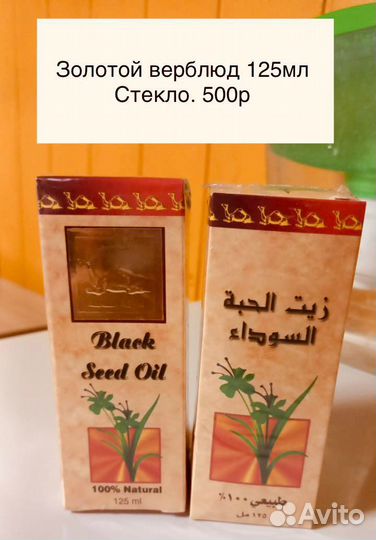 Золотой верблюд 125мл
Стекло. 500р
Black
Seed Oil
100% Natural
125 ml
زيت الحبة
السوداء
طبيعي ١٠٠%
١٢٥ مل
Avito